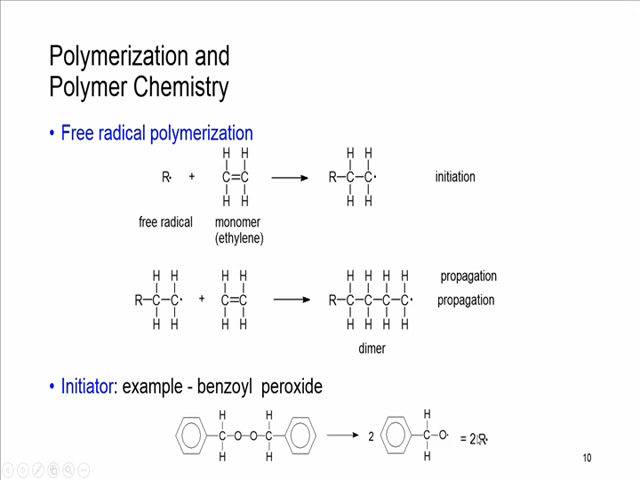 Polymerization and
Polymer Chemistry
• Free radical polymerization
H H H H
R· + C=C R–C–C· initiation
H H H H
free radical monomer
(ethylene)
H H H H H H H H propagation
R–C–C· + C=C R–C–C–C–C· propagation
H H H H H H H H
dimer
• Initiator: example - benzoyl peroxide
H H H
C–O–O–C 2 C–O· = 2R·
H H H
10